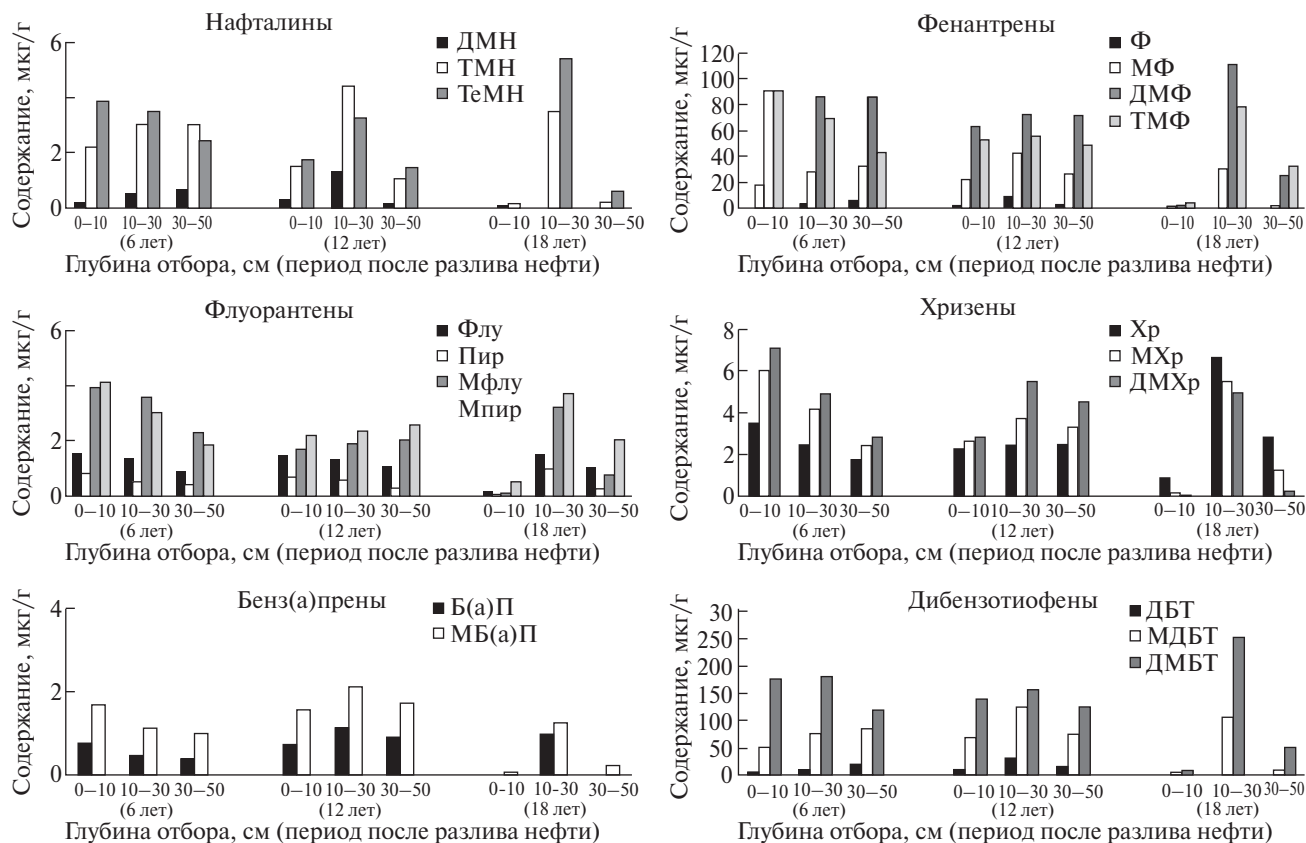 Нафталины
Содержание, мкг/г
6
4
2
0
ДМН
ТМН
ТеМН
0–10 10–30 30–50 0–10 10–30 30–50 0–10 10–30 30–50
(6 лет) (12 лет) (18 лет)
Глубина отбора, см (период после разлива нефти)
Фенантрены
Содержание, мкг/г
120
100
80
60
40
20
0
Ф
МФ
ДМФ
ТМФ
0–10 10–30 30–50 0–10 10–30 30–50 0–10 10–30 30–50
(6 лет) (12 лет) (18 лет)
Глубина отбора, см (период после разлива нефти)
Флуорантены
Содержание, мкг/г
6
4
2
0
Флу
Пир
Мфлу
Мпир
0–10 10–30 30–50 0–10 10–30 30–50 0–10 10–30 30–50
(6 лет) (12 лет) (18 лет)
Глубина отбора, см (период после разлива нефти)
Хризены
Содержание, мкг/г
8
6
4
2
0
Хр
МХр
ДМХр
0–10 10–30 30–50 0–10 10–30 30–50 0–10 10–30 30–50
(6 лет) (12 лет) (18 лет)
Глубина отбора, см (период после разлива нефти)
Бенз(а)прены
Содержание, мкг/г
4
2
0
Б(а)П
МБ(а)П
0–10 10–30 30–50 0–10 10–30 30–50 0–10 10–30 30–50
(6 лет) (12 лет) (18 лет)
Глубина отбора, см (период после разлива нефти)
Дибензотиофены
Содержание, мкг/г
30
250
200
150
100
50
0
ДБТ
МДБТ
ДМБТ
0–10 10–30 30–50 0–10 10–30 30–50 0–10 10–30 30–50
(6 лет) (12 лет) (18 лет)
Глубина отбора, см (период после разлива нефти)